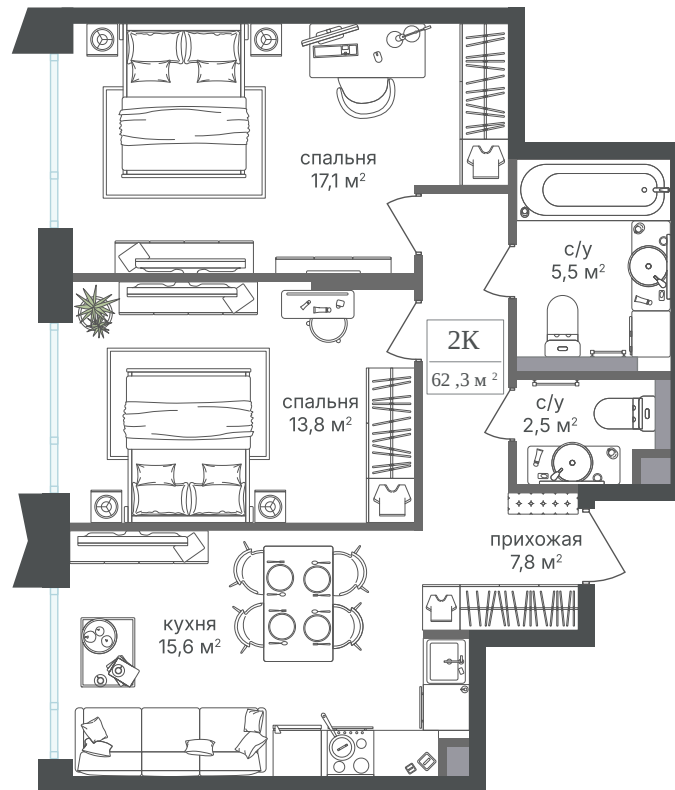 спальня
17,1 м²
с/у
5,5 м²
2К
62 ,3 м ²
спальня
13,8 м²
с/у
2,5 м²
прихожая
7,8 м²
кухня
15,6 м²